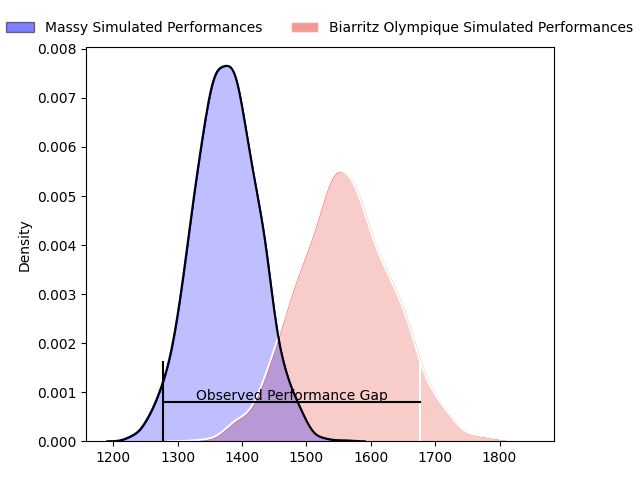 Massy Simulated Performances
Biarritz Olympique Simulated Performances
0.008
0.007
0.006
0.005
0.004
0.003
0.002
0.001
0.000
Density
Observed Performance Gap
1200 1300 1400 1500 1600 1700 1800